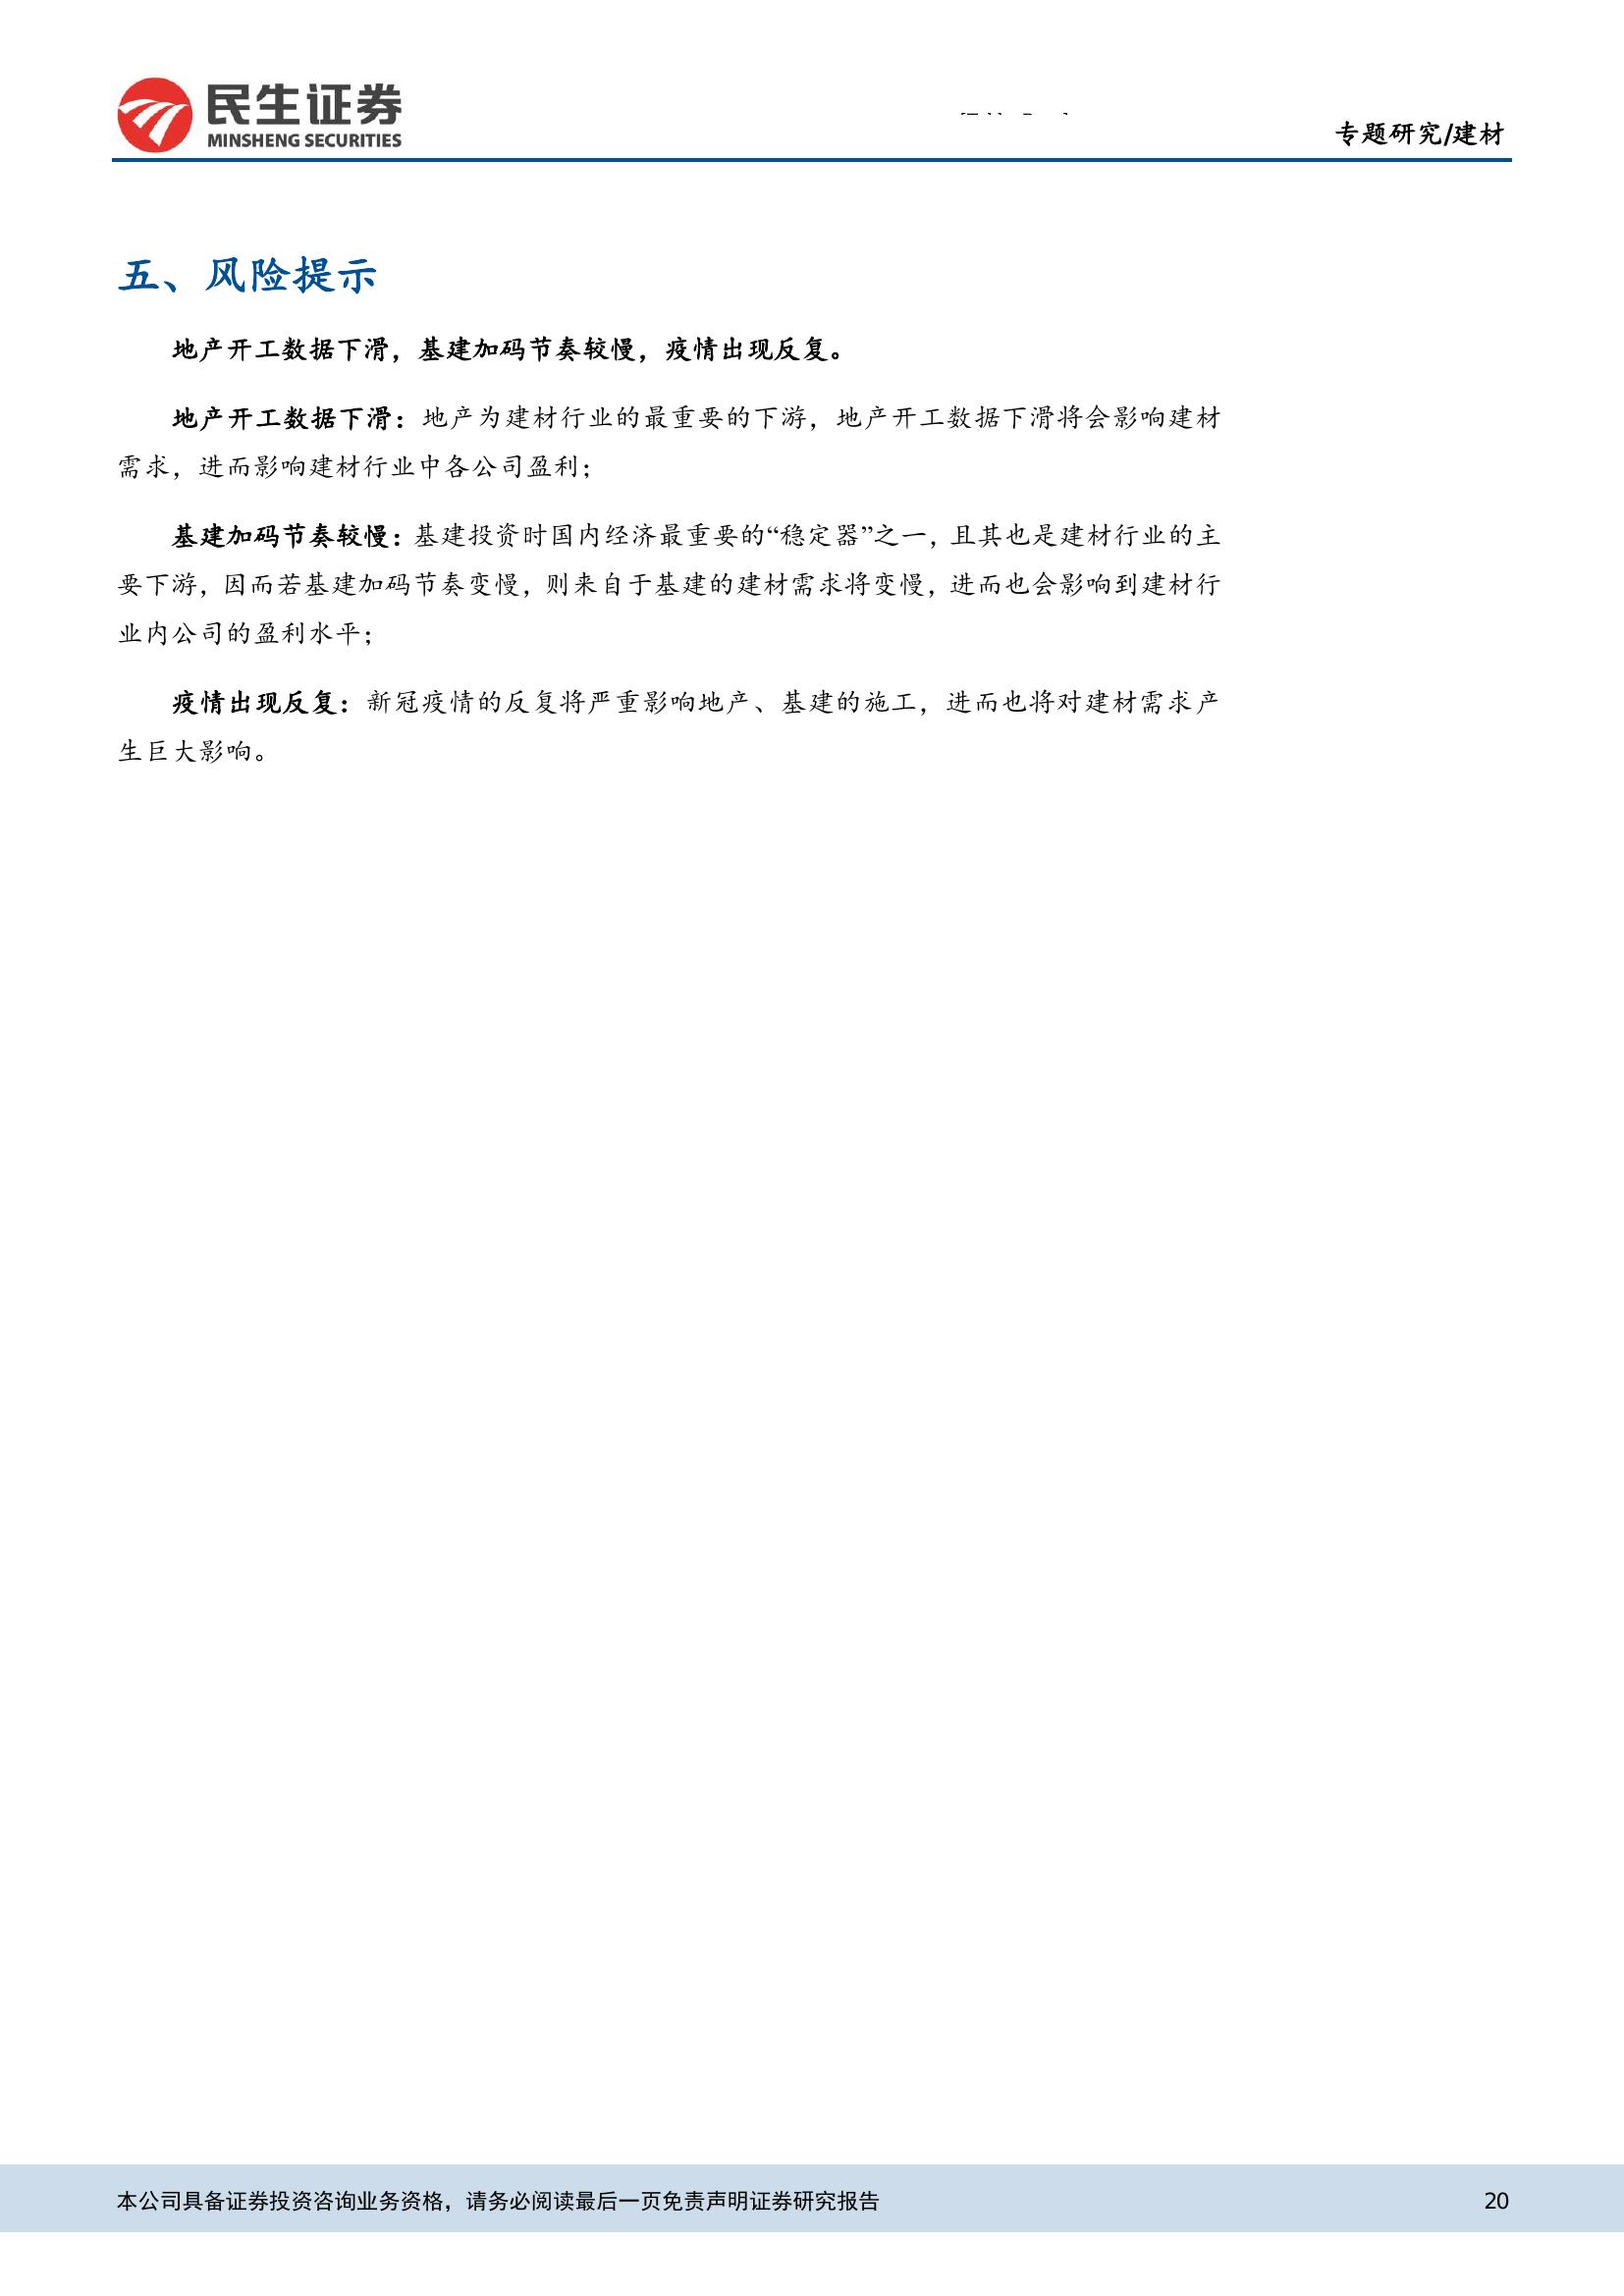 民生证券
MINSHENG SECURITIES
专题研究/建材
五、风险提示
地产开工数据下滑，基建加码节奏较慢，疫情出现反复。
地产开工数据下滑：地产为建材行业的最重要的下游，地产开工数据下滑将会影响建材
需求，进而影响建材行业中各公司盈利；
基建加码节奏较慢：基建投资时国内经济最重要的“稳定器”之一，且其也是建材行业的主
要下游，因而若基建加码节奏变慢，则来自于基建的建材需求将变慢，进而也会影响到建材行
业内公司的盈利水平；
疫情出现反复：新冠疫情的反复将严重影响地产、基建的施工，进而也将对建材需求产
生巨大影响。
本公司具备证券投资咨询业务资格，请务必阅读最后一页免责声明证券研究报告
20